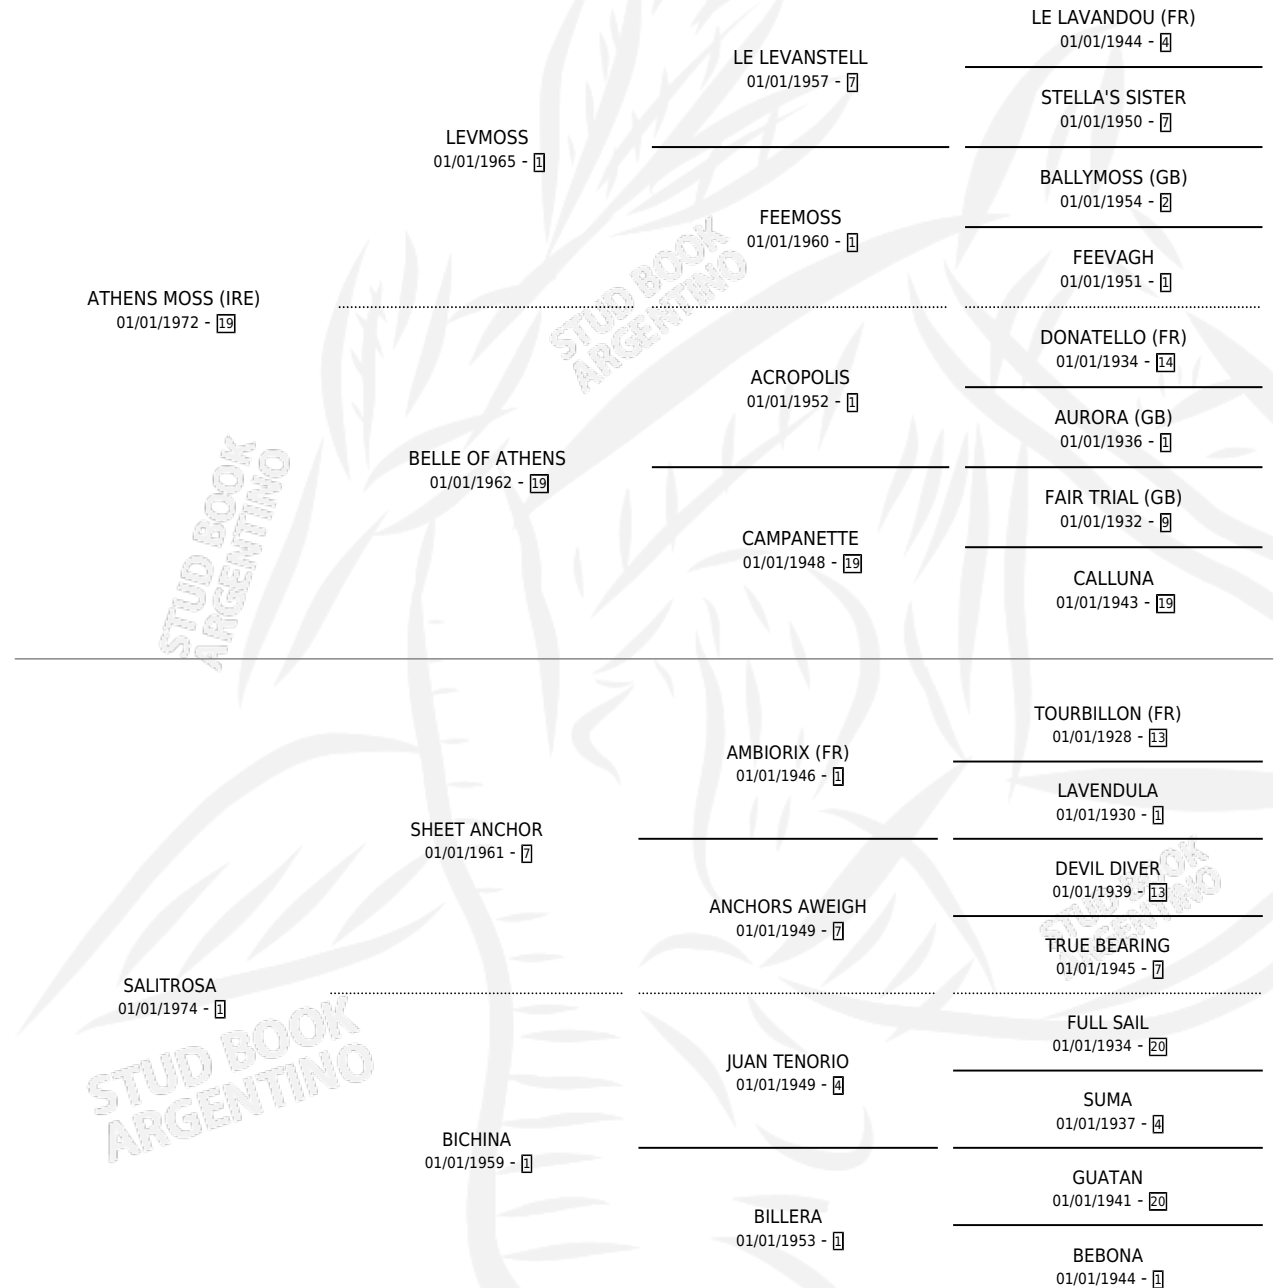 LE LAVANDOU (FR)
01/01/1944 - 4
LE LEVANSTELL
01/01/1957 - 7
STELLA'S SISTER
01/01/1950 - 7
LEVMOSS
01/01/1965 - 1
BALLYMOSS (GB)
01/01/1954 - 2
FEEMOSS
01/01/1960 - 1
FEEVAGH
01/01/1951 - 1
ATHENS MOSS (IRE)
01/01/1972 - 19
STUD BOOK
ARGENTINO
DONATELLO (FR)
01/01/1934 - 14
ACROPOLIS
01/01/1952 - 1
AURORA (GB)
01/01/1936 - 1
BELLE OF ATHENS
01/01/1962 - 19
FAIR TRIAL (GB)
01/01/1932 - 9
CAMPANETTE
01/01/1948 - 19
CALLUNA
01/01/1943 - 19
STUD BOOK
ARGENTINO
TOURBILLON (FR)
01/01/1928 - 13
AMBIORIX (FR)
01/01/1946 - 1
LAVENDULA
01/01/1930 - 1
SHEET ANCHOR
01/01/1961 - 7
DEVIL DIVER
01/01/1939 - 13
STUD BOOK
ARGENTINO
ANCHORS AWEIGH
01/01/1949 - 7
TRUE BEARING
01/01/1945 - 7
SALITROSA
01/01/1974 - 1
STUD BOOK
ARGENTINO
FULL SAIL
01/01/1934 - 20
JUAN TENORIO
01/01/1949 - 4
SUMA
01/01/1937 - 4
BICHINA
01/01/1959 - 1
GUATAN
01/01/1941 - 20
BILLERA
01/01/1953 - 1
BEBONA
01/01/1944 - 1